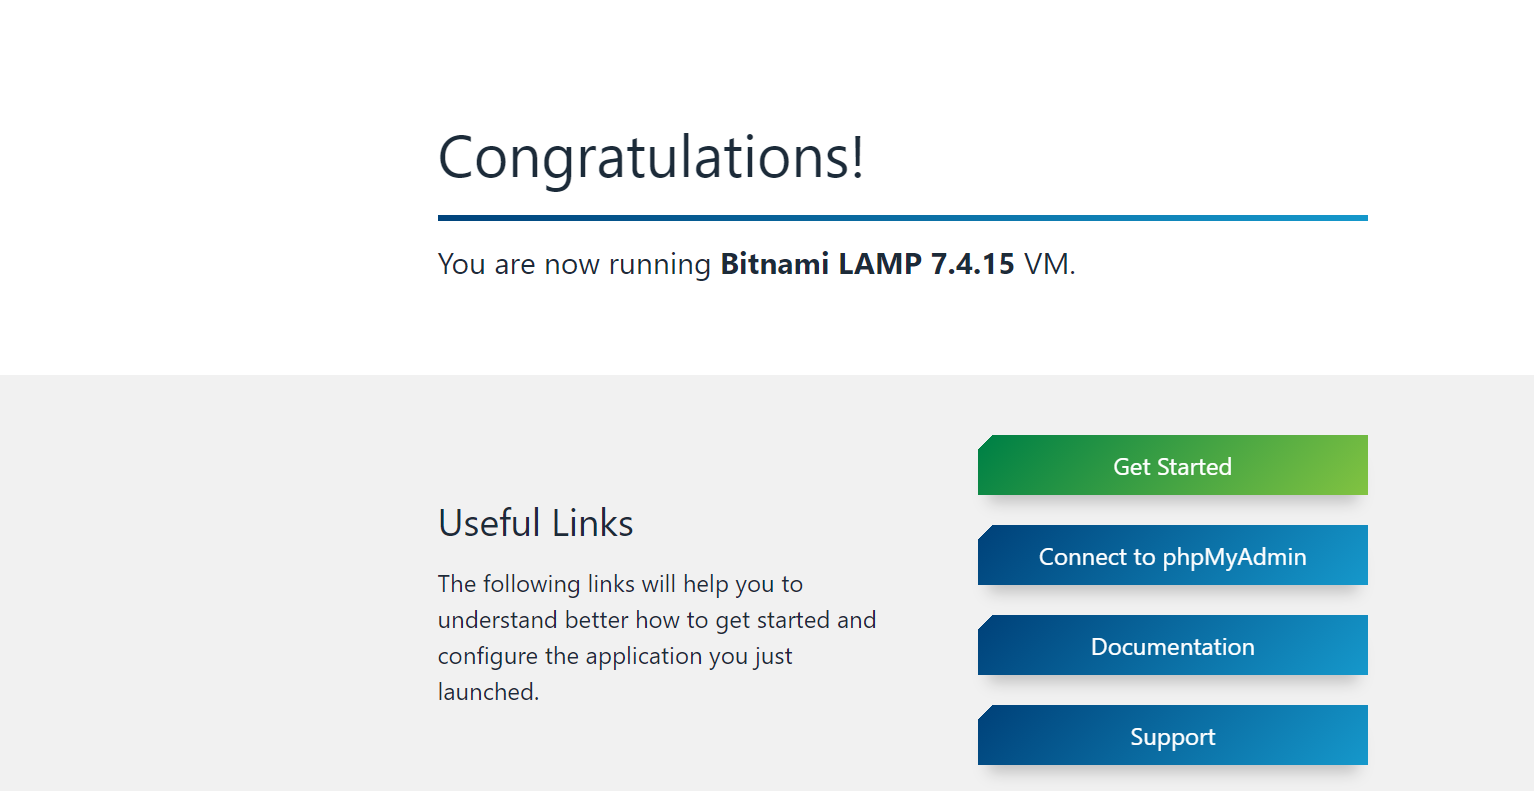 Congratulations!
You are now running Bitnami LAMP 7.4.15 VM.
Useful Links
The following links will help you to
understand better how to get started and
configure the application you just
launched.
Get Started
Connect to phpMyAdmin
Documentation
Support